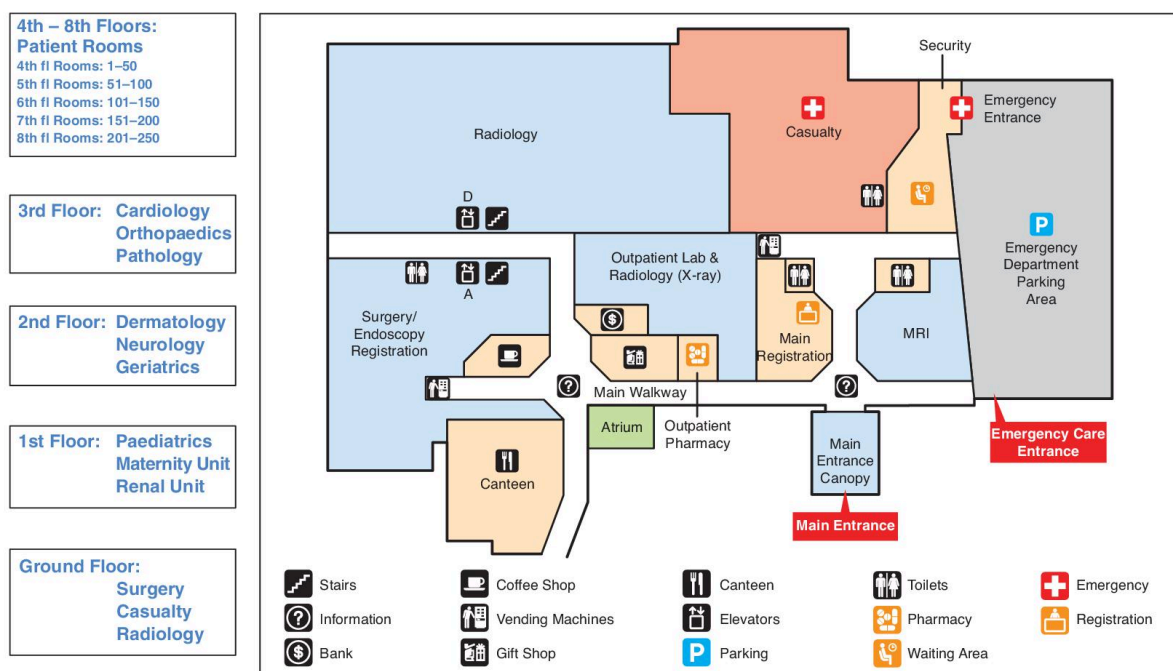 4th – 8th Floors:
Patient Rooms
4th fl Rooms: 1–50
5th fl Rooms: 51–100
6th fl Rooms: 101–150
7th fl Rooms: 151–200
8th fl Rooms: 201–250
3rd Floor: Cardiology
Orthopaedics
Pathology
2nd Floor: Dermatology
Neurology
Geriatrics
1st Floor: Paediatrics
Maternity Unit
Renal Unit
Ground Floor:
Surgery
Casualty
Radiology
Security
Emergency
Entrance
Radiology
Casualty
D
P
Emergency
Department
Parking
Area
Outpatient Lab &
Radiology (X-ray)
A
Surgery/
Endoscopy
Registration
$
Main
Registration
MRI
?
Main Walkway
?
Atrium
Outpatient
Pharmacy
Main
Entrance
Canopy
Emergency Care
Entrance
Canteen
Main Entrance
Stairs
Coffee Shop
Canteen
Toilets
Emergency
? Information
Vending Machines
Elevators
Pharmacy
Registration
$ Bank
Gift Shop
P Parking
Waiting Area